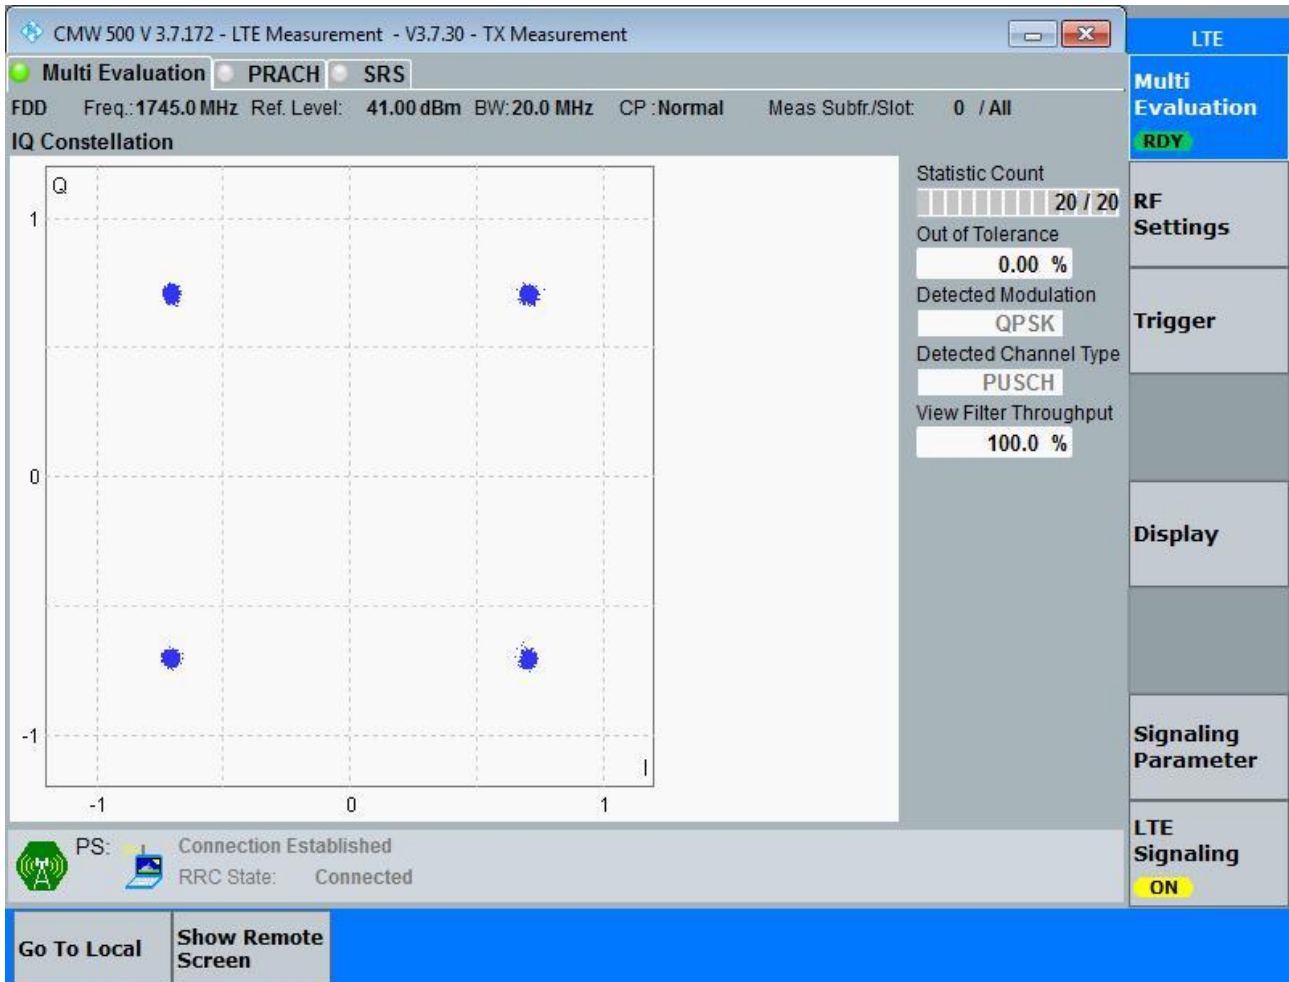 CMW 500 V 3.7.172 - LTE Measurement - V3.7.30 - TX Measurement
LTE
Multi Evaluation PRACH SRS
FDD Freq.:1745.0 MHz Ref. Level: 41.00 dBm BW:20.0 MHz CP :Normal Meas Subfr./Slot: 0 / All
IQ Constellation
Q
1
0
-1
I
-1 0 1
Statistic Count
20 / 20
Out of Tolerance
0.00 %
Detected Modulation
QPSK
Detected Channel Type
PUSCH
View Filter Throughput
100.0 %
Multi
Evaluation
RDY
RF
Settings
Trigger
Display
Signaling
Parameter
LTE
Signaling
ON
PS: Connection Established
RRC State: Connected
Go To Local
Show Remote
Screen